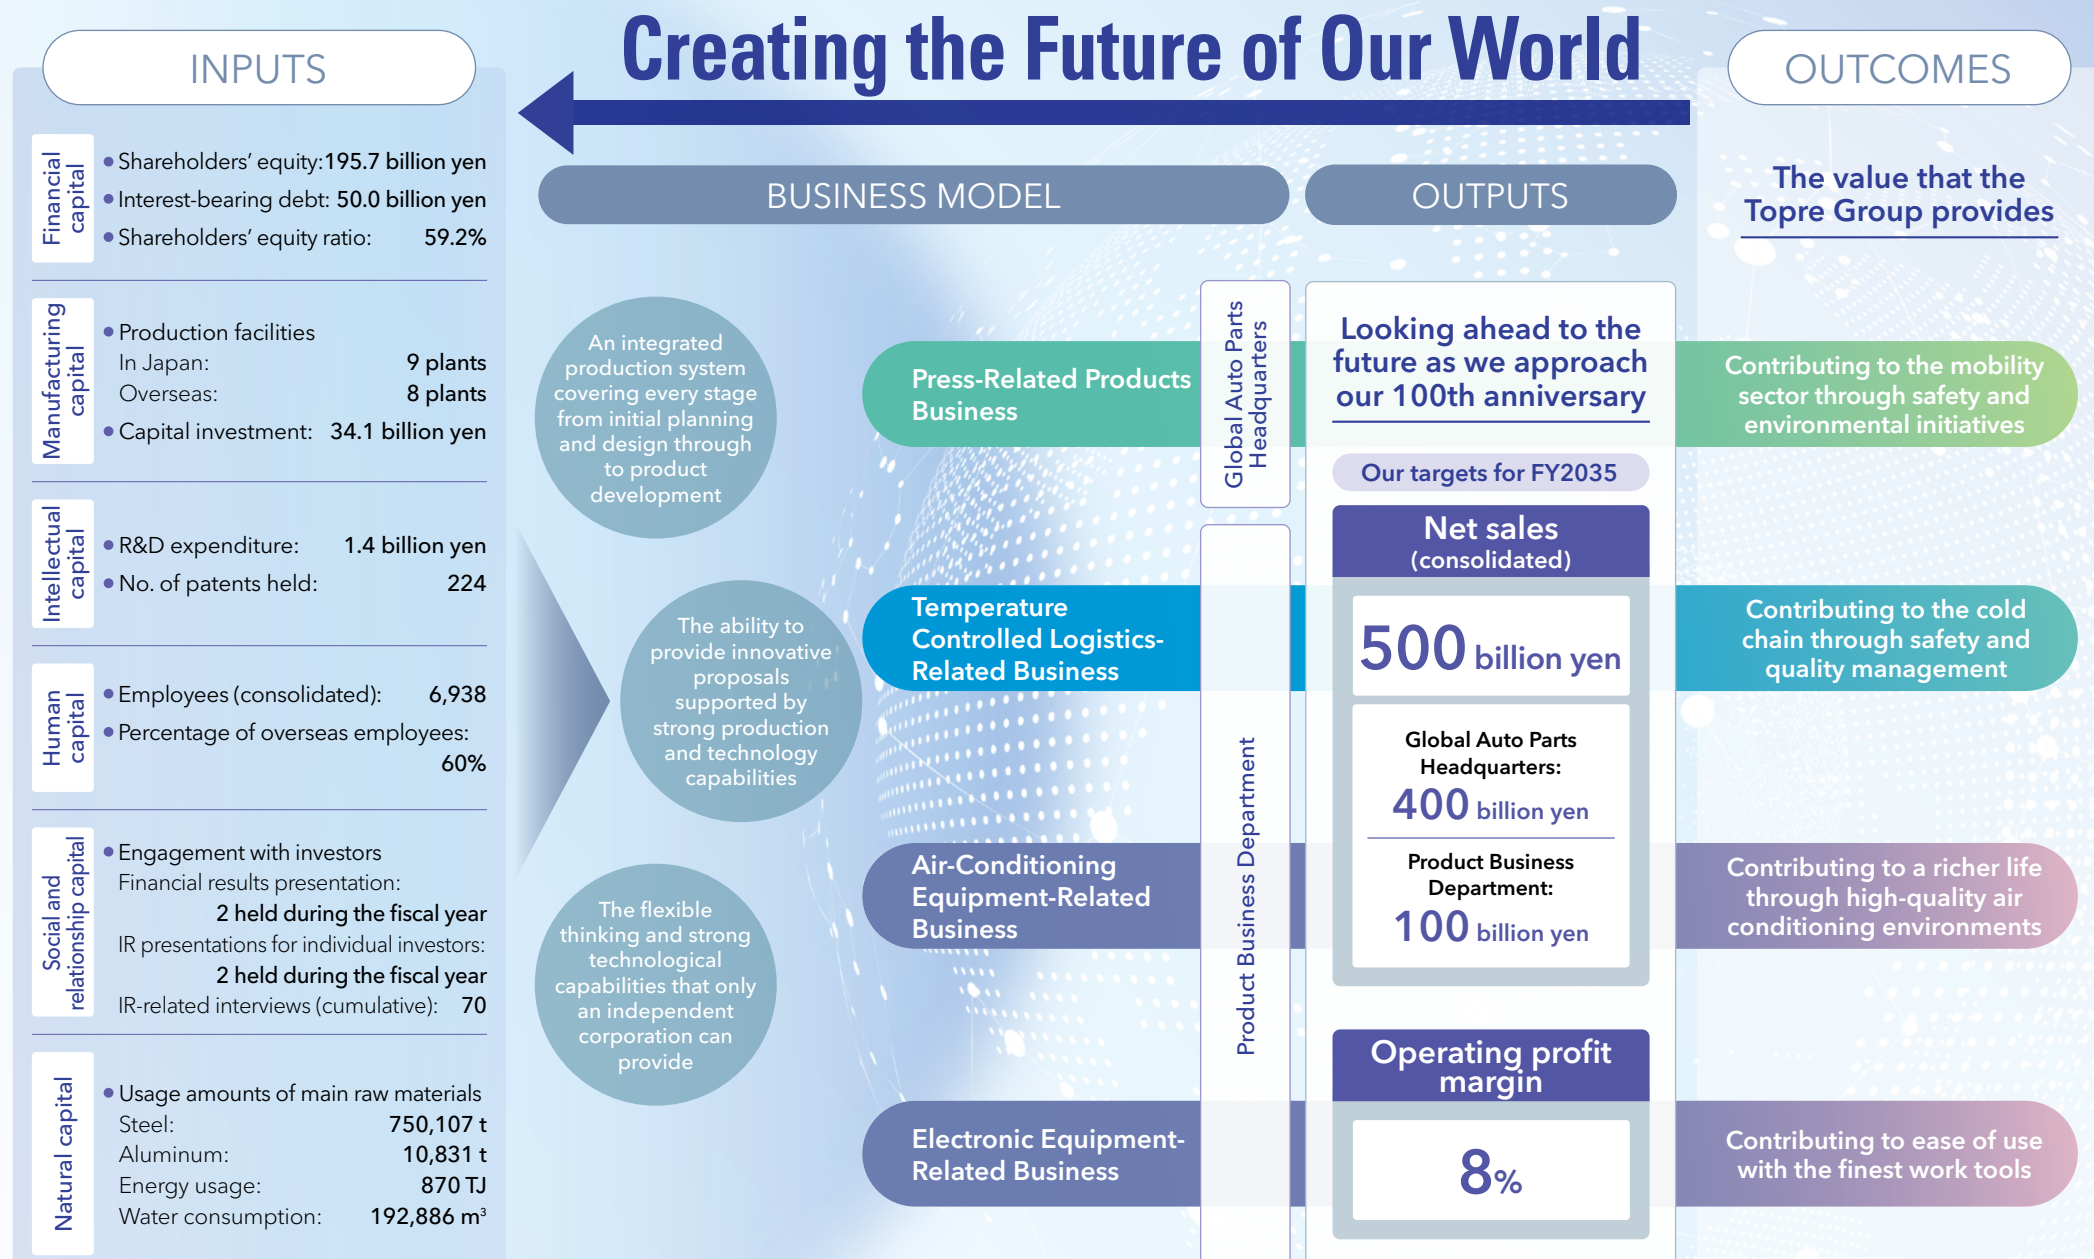 Creating the Future of Our World
INPUTS
Financial
capital
• Shareholders’ equity:195.7 billion yen
• Interest-bearing debt: 50.0 billion yen
• Shareholders’ equity ratio: 59.2%
Manufacturing
capital
• Production facilities
In Japan: 9 plants
Overseas: 8 plants
• Capital investment: 34.1 billion yen
Intellectual
capital
• R&D expenditure: 1.4 billion yen
• No. of patents held: 224
Human
capital
• Employees (consolidated): 6,938
• Percentage of overseas employees:
60%
Social and
relationship capital
• Engagement with investors
Financial results presentation:
2 held during the fiscal year
IR presentations for individual investors:
2 held during the fiscal year
IR-related interviews (cumulative): 70
Natural capital
• Usage amounts of main raw materials
Steel: 750,107 t
Aluminum: 10,831 t
Energy usage: 870 TJ
Water consumption: 192,886 m³
BUSINESS MODEL
An integrated
production system
covering every stage
from initial planning
and design through
to product
development
The ability to
provide innovative
proposals
supported by
strong production
and technology
capabilities
The flexible
thinking and strong
technological
capabilities that only
an independent
corporation can
provide
Press-Related Products
Business
Temperature
Controlled Logistics-
Related Business
Air-Conditioning
Equipment-Related
Business
Electronic Equipment-
Related Business
Global Auto Parts
Headquarters
Product Business Department
OUTPUTS
Looking ahead to the
future as we approach
our 100th anniversary
Our targets for FY2035
Net sales
(consolidated)
500 billion yen
Global Auto Parts
Headquarters:
400 billion yen
Product Business
Department:
100 billion yen
Operating profit
margin
8%
OUTCOMES
The value that the
Topre Group provides
Contributing to the mobility
sector through safety and
environmental initiatives
Contributing to the cold
chain through safety and
quality management
Contributing to a richer life
through high-quality air
conditioning environments
Contributing to ease of use
with the finest work tools